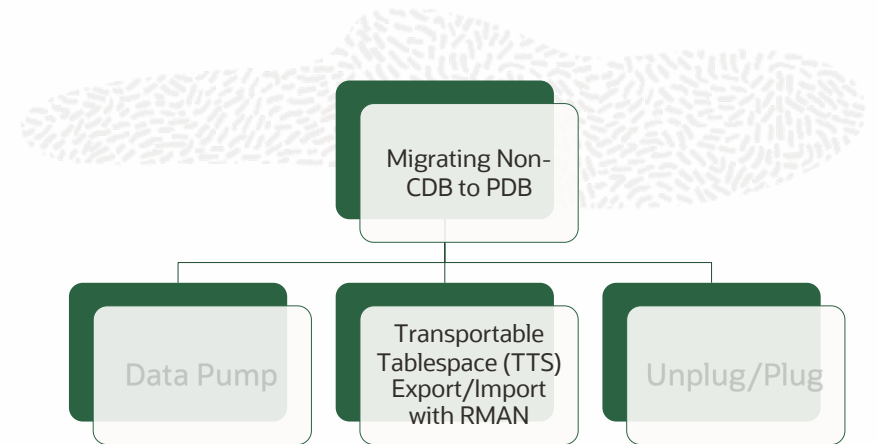 Migrating Non-
CDB to PDB
Data Pump
Transportable
Tablespace (TTS)
Export/Import
with RMAN
Unplug/Plug